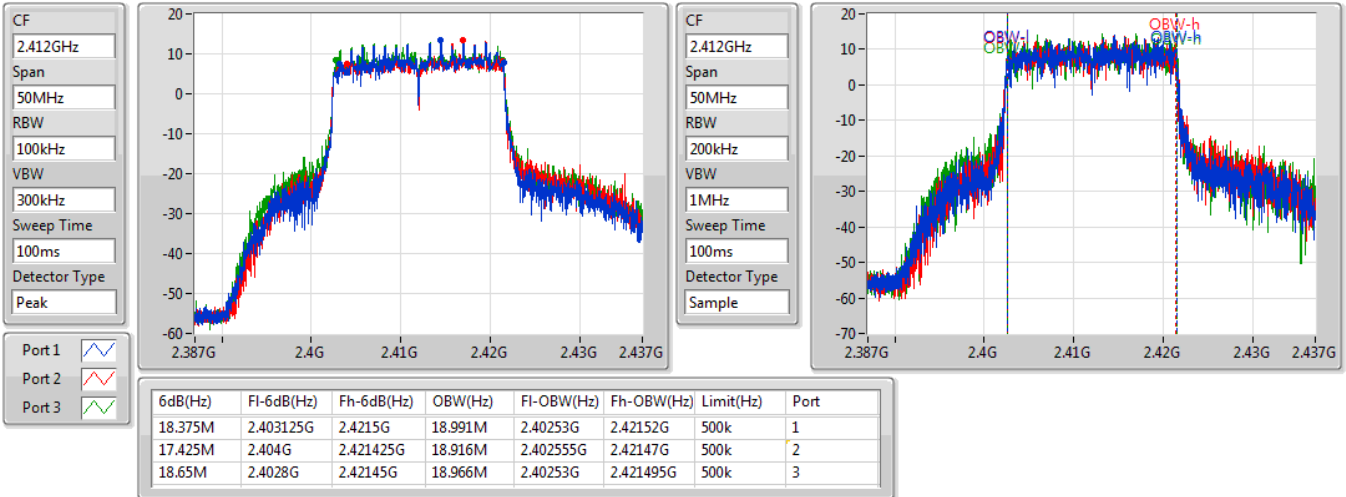 CF
2.412GHz
Span
50MHz
RBW
100kHz
VBW
300kHz
Sweep Time
100ms
Detector Type
Peak
20
10
0
-10
-20
-30
-40
-50
-60
2.387G 2.4G 2.41G 2.42G 2.43G 2.437G
CF
2.412GHz
Span
50MHz
RBW
200kHz
VBW
1MHz
Sweep Time
100ms
Detector Type
Sample
20
10
0
-10
-20
-30
-40
-50
-60
-70
OBW-l
OBW-h
OBW-h
2.387G 2.4G 2.41G 2.42G 2.43G 2.437G
Port 1
Port 2
Port 3
6dB(Hz) Fl-6dB(Hz) Fh-6dB(Hz) OBW(Hz) Fl-OBW(Hz) Fh-OBW(Hz) Limit(Hz) Port
18.375M 2.403125G 2.4215G 18.991M 2.40253G 2.42152G 500k 1
17.425M 2.404G 2.421425G 18.916M 2.402555G 2.42147G 500k 2
18.65M 2.4028G 2.42145G 18.966M 2.40253G 2.421495G 500k 3